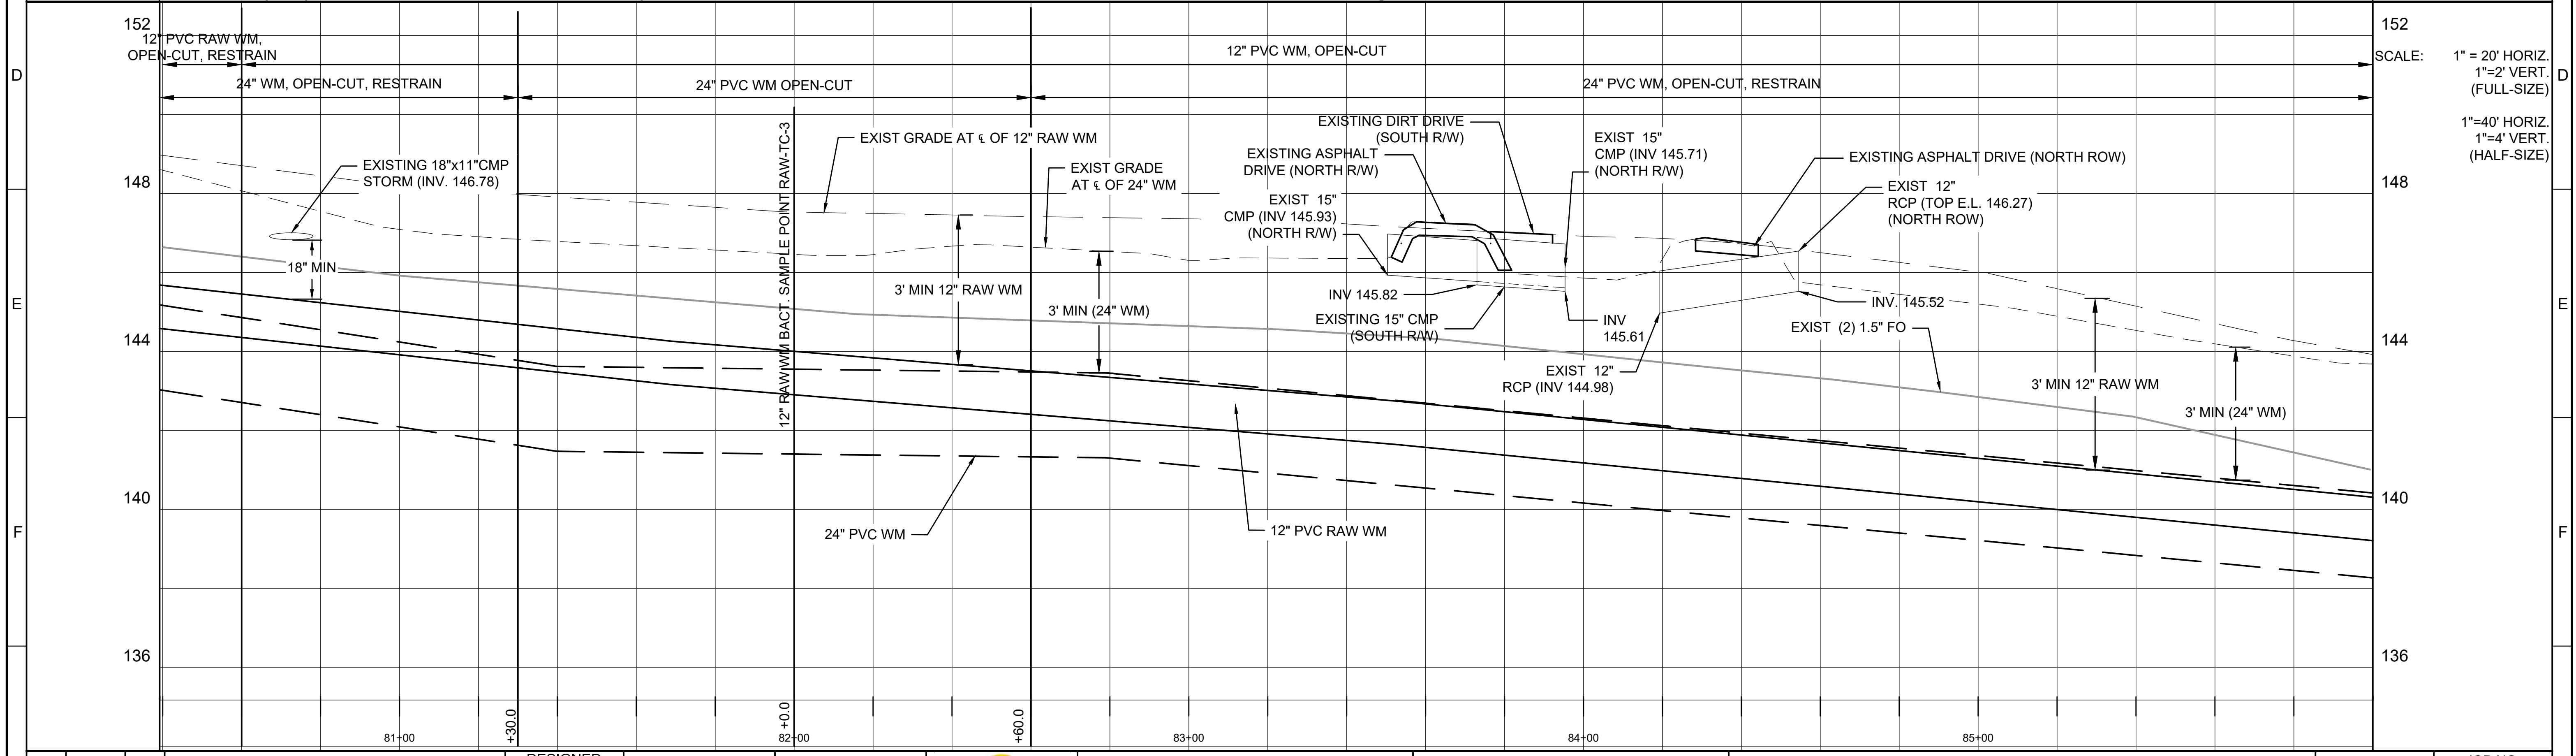 152
12" PVC RAW WM,
OPEN-CUT, RESTRAIN
12" PVC WM, OPEN-CUT
152
SCALE: 1" = 20' HORIZ.
1"=2' VERT.
(FULL-SIZE)
1"=40' HORIZ.
1"=4' VERT.
(HALF-SIZE)
D
D
24" WM, OPEN-CUT, RESTRAIN
24" PVC WM OPEN-CUT
24" PVC WM, OPEN-CUT, RESTRAIN
EXISTING 18"x11"CMP
STORM (INV. 146.78)
12" RAW WM BACT. SAMPLE POINT RAW-TC-3
EXIST GRADE AT ℄ OF 12" RAW WM
EXIST GRADE
AT ℄ OF 24" WM
EXISTING DIRT DRIVE
(SOUTH R/W)
EXISTING ASPHALT
DRIVE (NORTH R/W)
EXIST 15"
CMP (INV 145.93)
(NORTH R/W)
EXIST 15"
CMP (INV 145.71)
(NORTH R/W)
EXISTING ASPHALT DRIVE (NORTH ROW)
EXIST 12"
RCP (TOP E.L. 146.27)
(NORTH ROW)
148
148
18" MIN
3' MIN 12" RAW WM
3' MIN (24" WM)
INV 145.82
EXISTING 15" CMP
(SOUTH R/W)
INV
145.61
INV. 145.52
EXIST (2) 1.5" FO
E
E
144
144
EXIST 12"
RCP (INV 144.98)
3' MIN 12" RAW WM
3' MIN (24" WM)
140
140
24" PVC WM
12" PVC RAW WM
F
F
136
136
+30.0
+0.0
+60.0
81+00
82+00
83+00
84+00
85+00